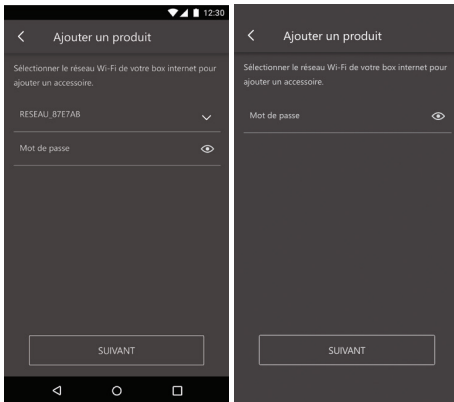 12:30
Ajouter un produit
Sélectionner le réseau Wi-Fi de votre box internet pour
ajouter un accessoire.
RESEAU_87E7AB
Mot de passe
SUIVANT
Ajouter un produit
Sélectionner le réseau Wi-Fi de votre box internet pour
ajouter un accessoire.
Mot de passe
SUIVANT